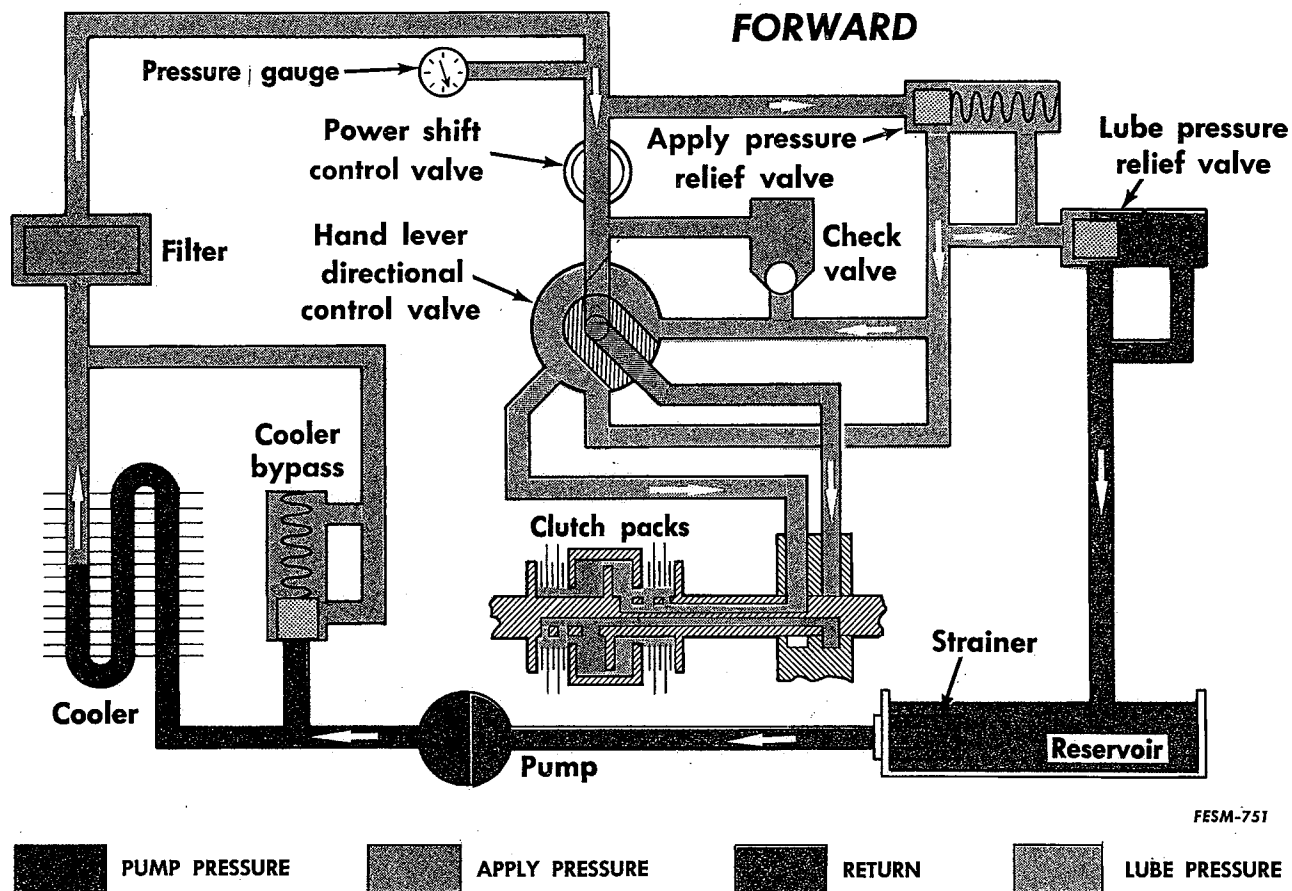 FORWARD
Pressure gauge
Power shift
control valve
Apply pressure
relief valve
Lube pressure
relief valve
Filter
Hand lever
directional
control valve
Check
valve
Cooler
bypass
Clutch packs
Strainer
Cooler
Pump
Reservoir
FESM-751
PUMP PRESSURE
APPLY PRESSURE
RETURN
LUBE PRESSURE